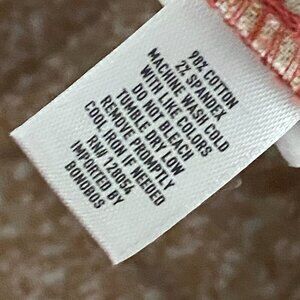 98% COTTON
2% SPANDEX
MACHINE WASH COLD
WITH LIKE COLORS
DO NOT BLEACH
TUMBLE DRY LOW
REMOVE PROMPTLY
COOL IRON IF NEEDED
RN# 128054
IMPORTED BY
BONOBOS